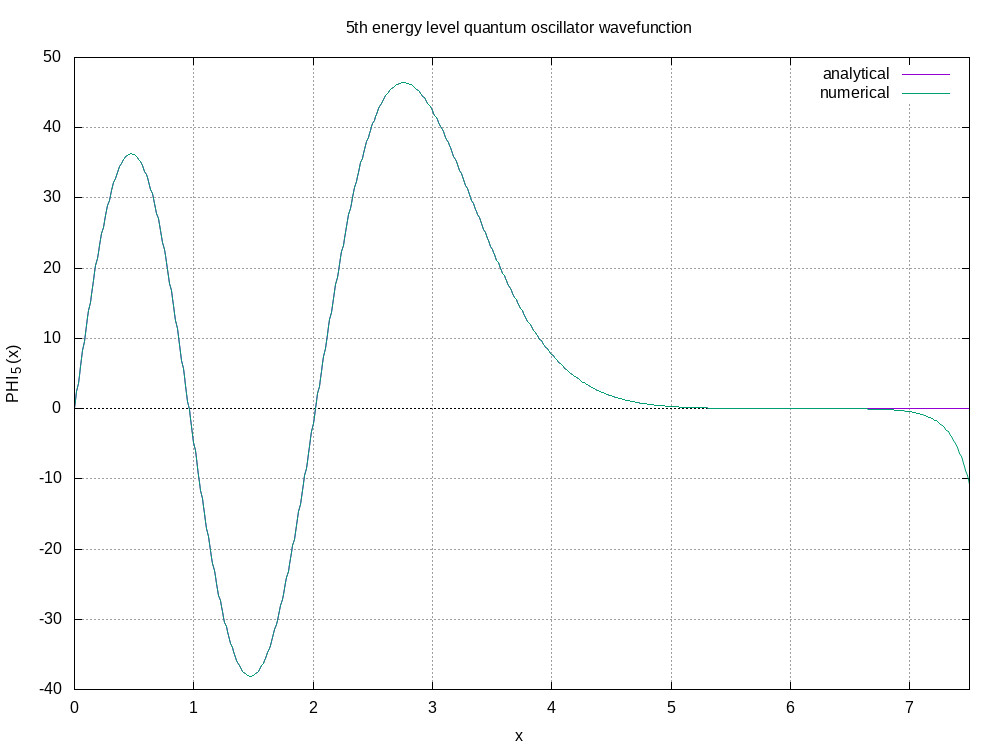 5th energy level quantum oscillator wavefunction
50
40
30
20
10
0
-10
-20
-30
-40
PHI5(x)
analytical
numerical
0 1 2 3 4 5 6 7
x